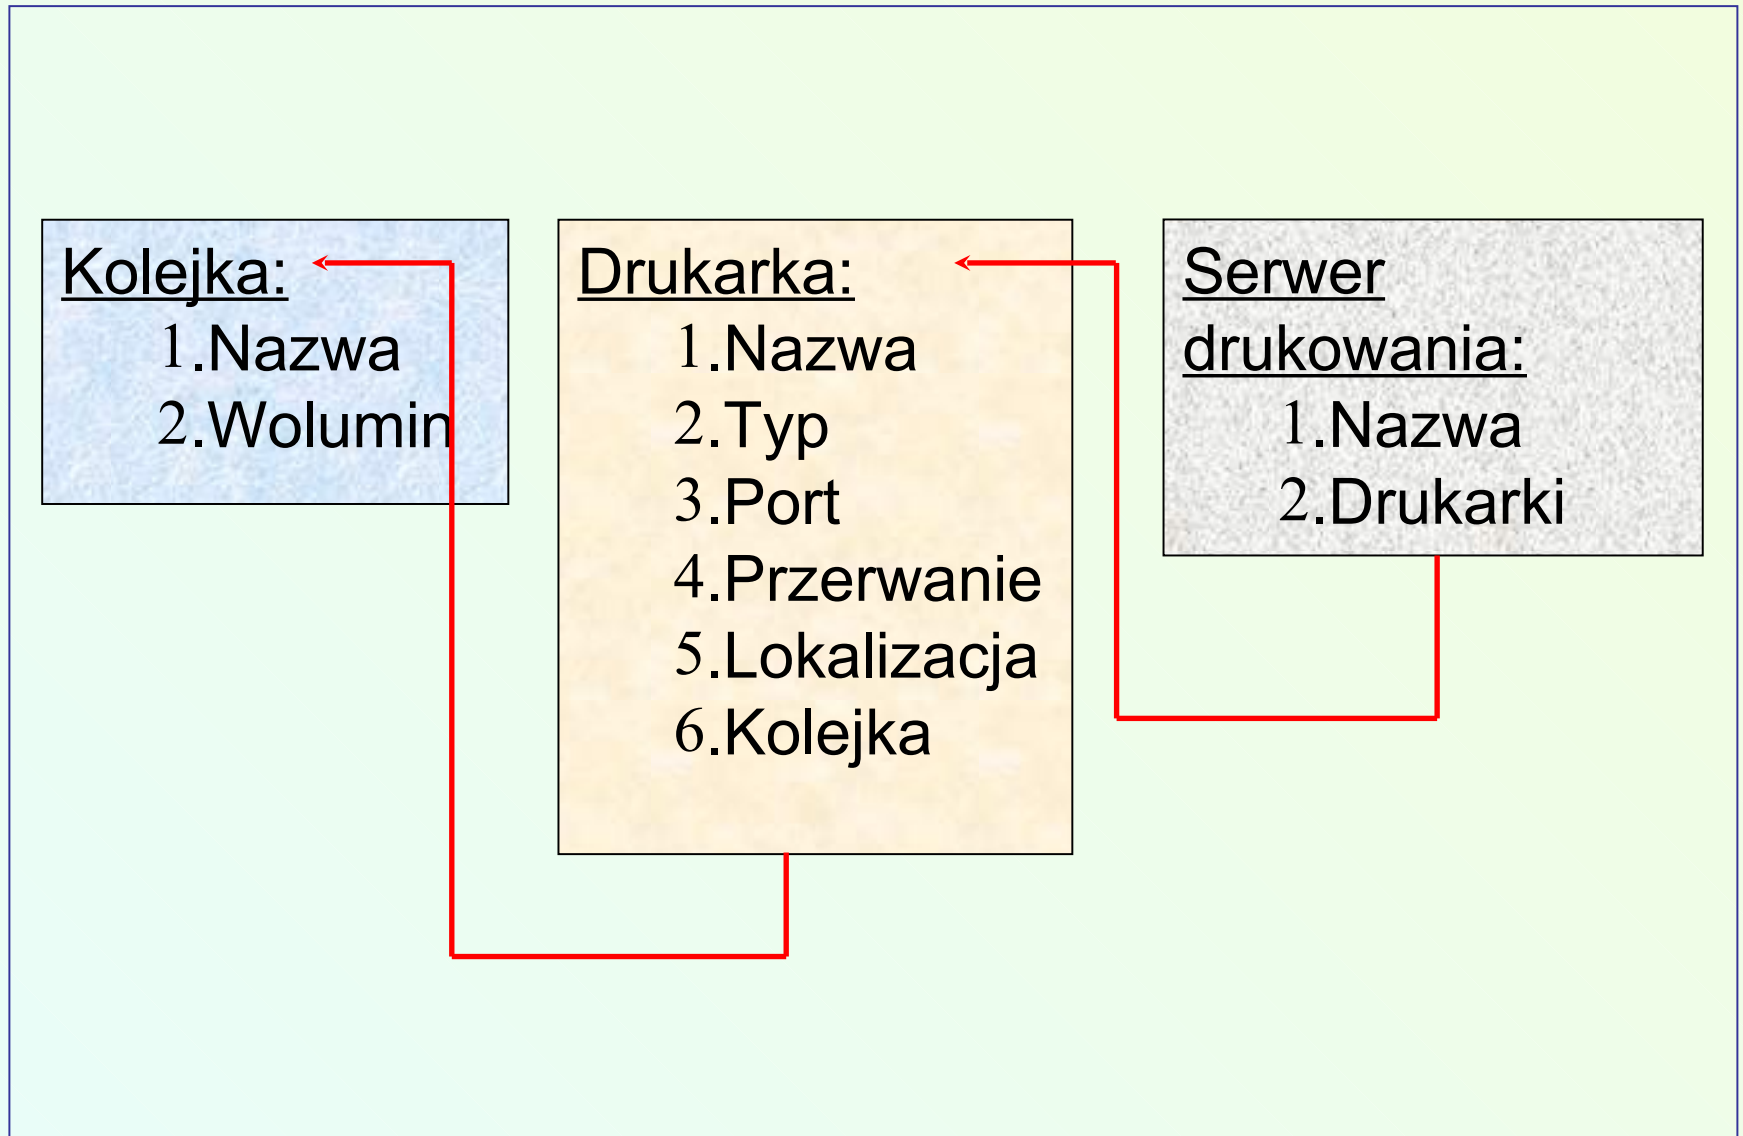 Kolejka:
1.Nazwa
2.Wolumin
Drukarka:
1.Nazwa
2.Typ
3.Port
4.Przerwanie
5.Lokalizacja
6.Kolejka
Serwer
drukowania:
1.Nazwa
2.Drukarki